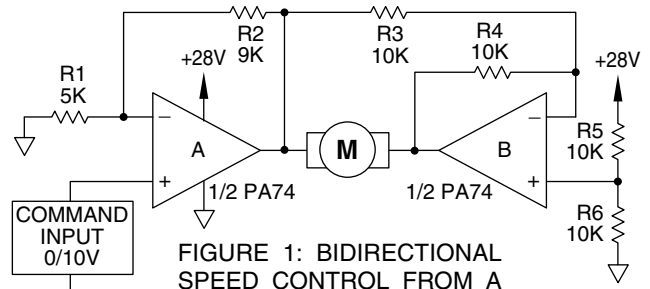 R2
9K
R3
10K
R4
10K
+28V
+28V
R1
5K
–
A
+
M
–
B
+
R5
10K
R6
10K
1/2 PA74
1/2 PA74
COMMAND
INPUT
0/10V
FIGURE 1: BIDIRECTIONAL
SPEED CONTROL FROM A